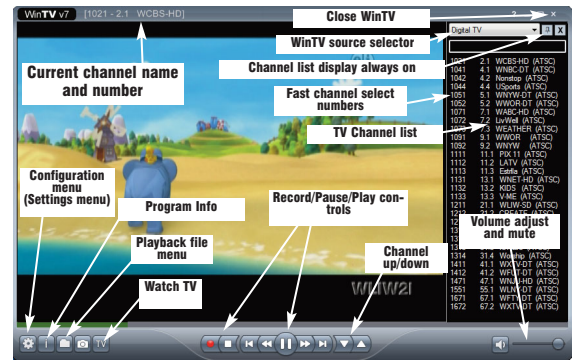 WinTV v7 [1021 - 2.1 WCBS-HD]
? - ×
Close WinTV
WinTV source selector
Digital TV
X
Current channel name
and number
Channel list display always on
Fast channel select
numbers
TV Channel list
1021 2.1 WCBS-HD (ATSC)
1041 4.1 WNBC-DT (ATSC)
1042 4.2 Nonstop (ATSC)
1044 4.4 USports (ATSC)
1051 5.1 WNYW-DT (ATSC)
1052 5.2 WWOR-DT (ATSC)
1071 7.1 WABC-HD (ATSC)
1072 7.2 LivWell (ATSC)
1073 7.3 WEATHER (ATSC)
1091 9.1 WWOR (ATSC)
1092 9.2 WNYW (ATSC)
1111 11.1 PIX 11 (ATSC)
1112 11.2 LATV (ATSC)
1113 11.3 Estrlla (ATSC)
1131 13.1 WNET-HD (ATSC)
1132 13.2 KIDS (ATSC)
1133 13.3 V-ME (ATSC)
1211 21.1 WLIW-SD (ATSC)
21.2 CREATE (ATSC)
1314 31.4 Worship (ATSC)
1411 41.1 WXTV-DT (ATSC)
1412 41.2 WFUT-DT (ATSC)
1471 47.1 WNJU-HD (ATSC)
1551 55.1 WLNY-DT (ATSC)
1671 67.1 WFTY-DT (ATSC)
1672 67.2 WXTV-DT (ATSC)
Configuration
menu
(Settings menu)
Program Info
Playback file
menu
Watch TV
Record/Pause/Play con-
trols
Channel
up/down
Volume adjust
and mute
WLIW21
i
TV